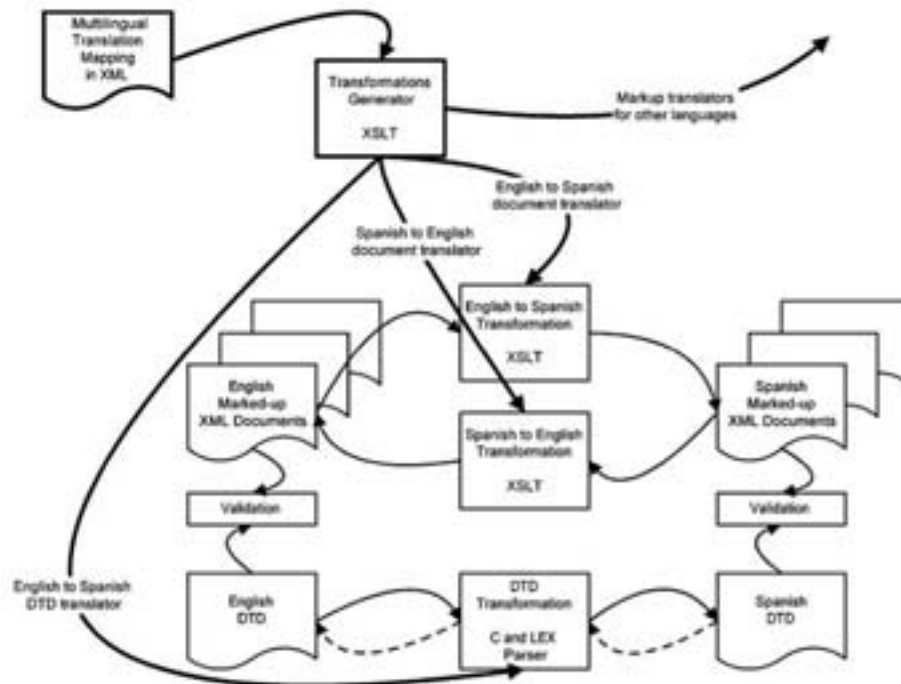 Multilingual
Translation
Mapping
in XML
Transformations
Generator
XSLT
Markup translators
for other languages
English to Spanish
document translator
Spanish to English
document translator
English to Spanish
Transformation
XSLT
English
Marked-up
XML Documents
Spanish
Marked-up
XML Documents
Spanish to English
Transformation
XSLT
Validation
Validation
English to Spanish
DTD translator
English
DTD
DTD
Transformation
C and LEX
Parser
Spanish
DTD